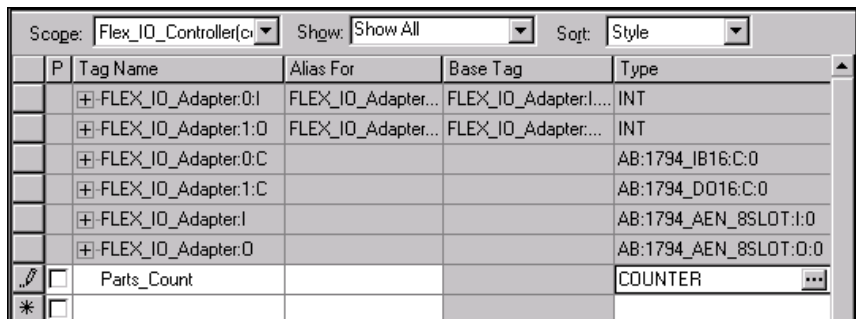 Scope: Flex_IO_Controller(co Show: Show All Sort: Style
P Tag Name Alias For Base Tag Type
FLEX_IO_Adapter:0:I FLEX_IO_Adapter... FLEX_IO_Adapter:I.... INT
FLEX_IO_Adapter:1:O FLEX_IO_Adapter... FLEX_IO_Adapter:... INT
FLEX_IO_Adapter:0:C AB:1794_IB16:C:0
FLEX_IO_Adapter:1:C AB:1794_DO16:C:0
FLEX_IO_Adapter:I AB:1794_AEN_8SLOT:I:0
FLEX_IO_Adapter:O AB:1794_AEN_8SLOT:O:0
Parts_Count COUNTER ...